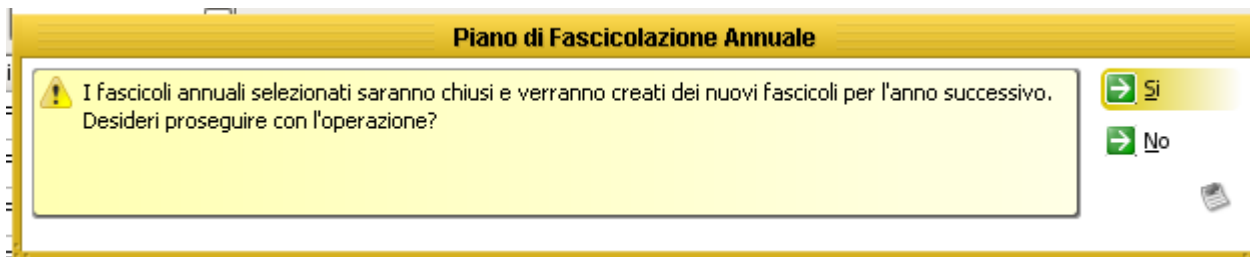 Piano di Fascicolazione Annuale
I fascicoli annuali selezionati saranno chiusi e verranno creati dei nuovi fascicoli per l'anno successivo.
Desideri proseguire con l'operazione?
Si
No